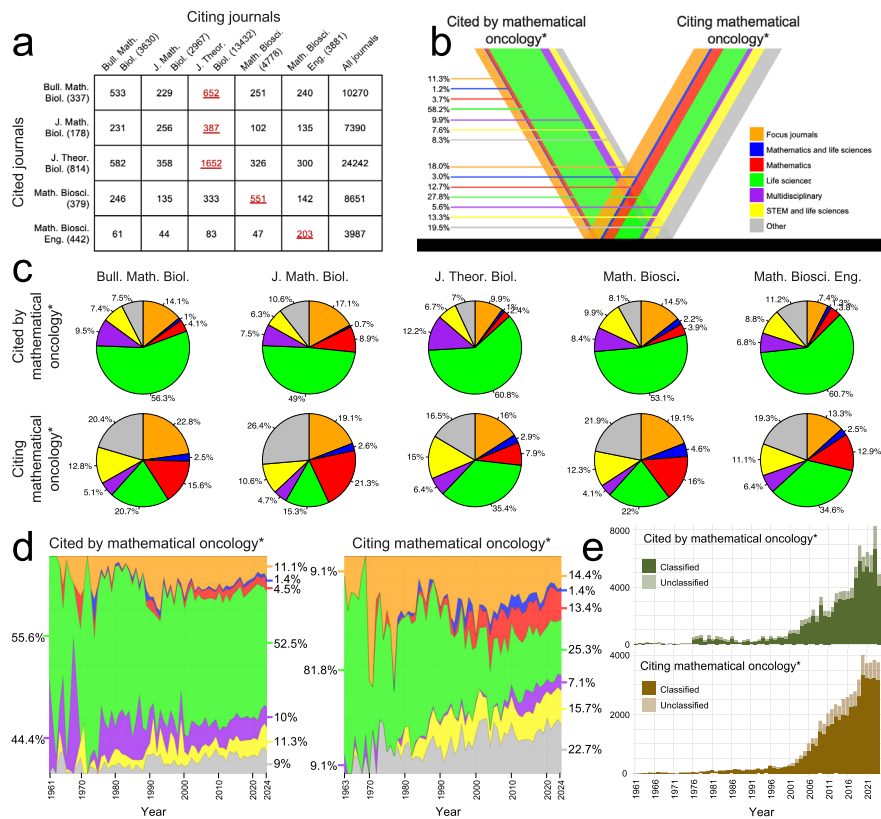 a
Citing journals
Bull. Math. Biol. (3630)
J. Math. Biol. (2967)
J. Theor. Biol. (13432)
Math. Biosci. (4778)
Math. Biosci. Eng. (3881)
All journals
Cited journals
Bull. Math. Biol. (337) 533 229 652 251 240 10270
J. Math. Biol. (178) 231 256 387 102 135 7390
J. Theor. Biol. (814) 582 358 1652 326 300 24242
Math. Biosci. (379) 246 135 333 551 142 8651
Math. Biosci. Eng. (442) 61 44 83 47 203 3987
b
Cited by mathematical oncology*
Citing mathematical oncology*
11.3%
1.2%
3.7%
58.2%
9.9%
7.6%
8.3%
18.0%
3.0%
12.7%
27.8%
5.6%
13.3%
19.5%
Focus journals
Mathematics and life sciences
Mathematics
Life sciences
Multidisciplinary
STEM and life sciences
Other
c
Bull. Math. Biol.
J. Math. Biol.
J. Theor. Biol.
Math. Biosci.
Math. Biosci. Eng.
Cited by mathematical oncology*
7.5% 14.1% 1% 4.1% 56.3% 9.5% 7.4%
10.6% 17.1% 0.7% 8.9% 49% 7.5% 6.3%
7% 9.9% 1% 2.4% 60.8% 12.2% 6.7%
8.1% 14.5% 2.2% 3.9% 53.1% 8.4% 9.9%
11.2% 7.4% 1.3% 3.8% 60.7% 6.8% 8.8%
Citing mathematical oncology*
20.4% 22.8% 2.5% 15.6% 20.7% 5.1% 12.8%
26.4% 19.1% 2.6% 21.3% 15.3% 4.7% 10.6%
16.5% 16% 2.9% 7.9% 35.4% 6.4% 15%
21.9% 19.1% 4.6% 16% 22% 4.1% 12.3%
19.3% 13.3% 2.5% 12.9% 34.6% 6.4% 11.1%
d
Cited by mathematical oncology*
55.6%
44.4%
11.1%
1.4%
4.5%
52.5%
10%
11.3%
9%
1961 1970 1980 1990 2000 2010 2020 2024
Year
Citing mathematical oncology*
9.1%
81.8%
9.1%
14.4%
1.4%
13.4%
25.3%
7.1%
15.7%
22.7%
1963 1970 1980 1990 2000 2010 2020 2024
Year
e
8000
Cited by mathematical oncology*
Classified
Unclassified
4000
0
4000
Citing mathematical oncology*
Classified
Unclassified
2000
0
1961 1966 1971 1976 1981 1986 1991 1996 2001 2006 2011 2016 2021
Year